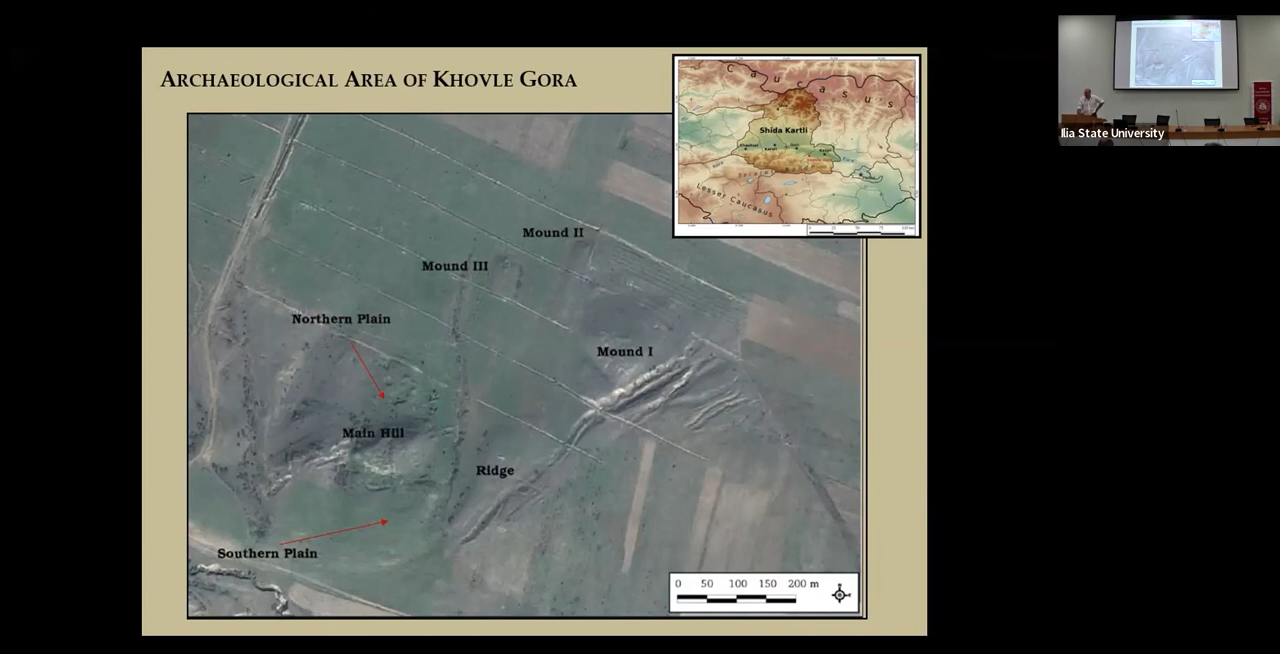 ARCHAEOLOGICAL AREA OF KHOVLE GORA
Caucasus
Shida Kartli
Lesser Caucasus
Mound II
Mound III
Northern Plain
Mound I
Main Hill
Ridge
Southern Plain
0 50 100 150 200 m
Ilia State University